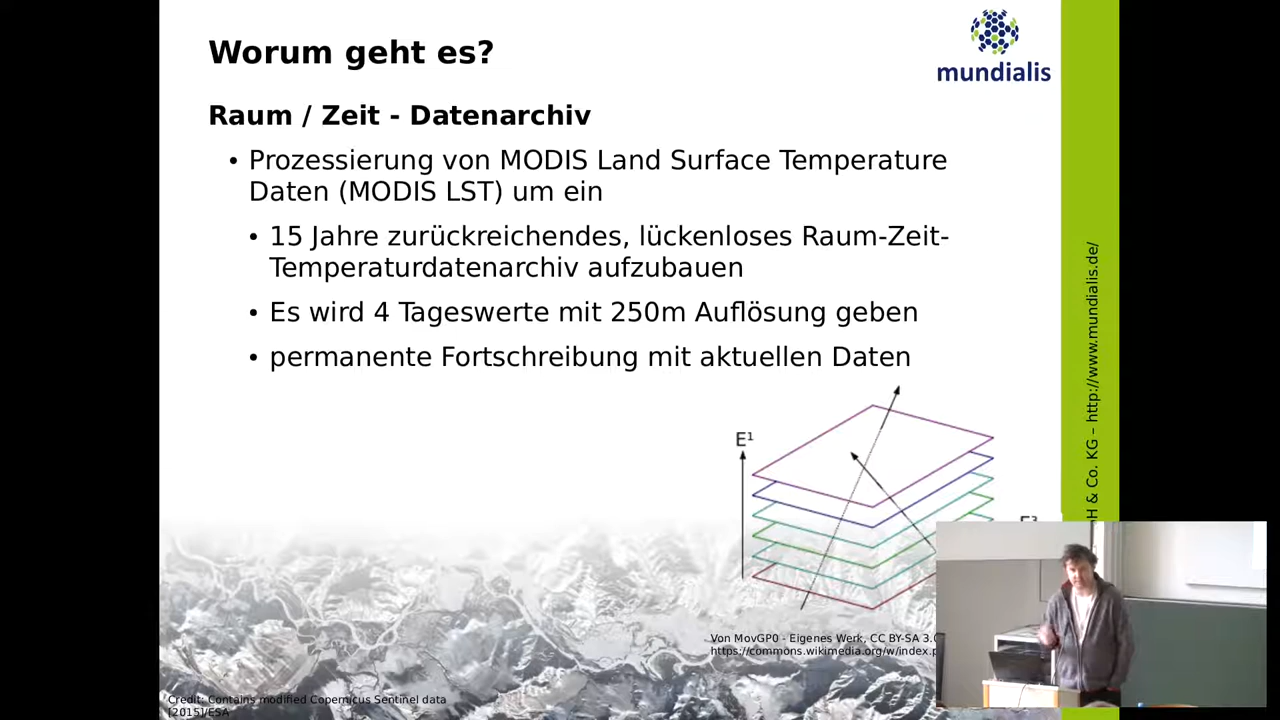 Worum geht es?
mundialis
Raum / Zeit - Datenarchiv
• Prozessierung von MODIS Land Surface Temperature
Daten (MODIS LST) um ein
• 15 Jahre zurückreichendes, lückenloses Raum-Zeit-
Temperaturdatenarchiv aufzubauen
• Es wird 4 Tageswerte mit 250m Auflösung geben
• permanente Fortschreibung mit aktuellen Daten
E¹
H & Co. KG – http://www.mundialis.de/
Von MovGP0 - Eigenes Werk, CC BY-SA 3.0
https://commons.wikimedia.org/w/index.p
Credit: Contains modified Copernicus Sentinel data
[2015]/ESA